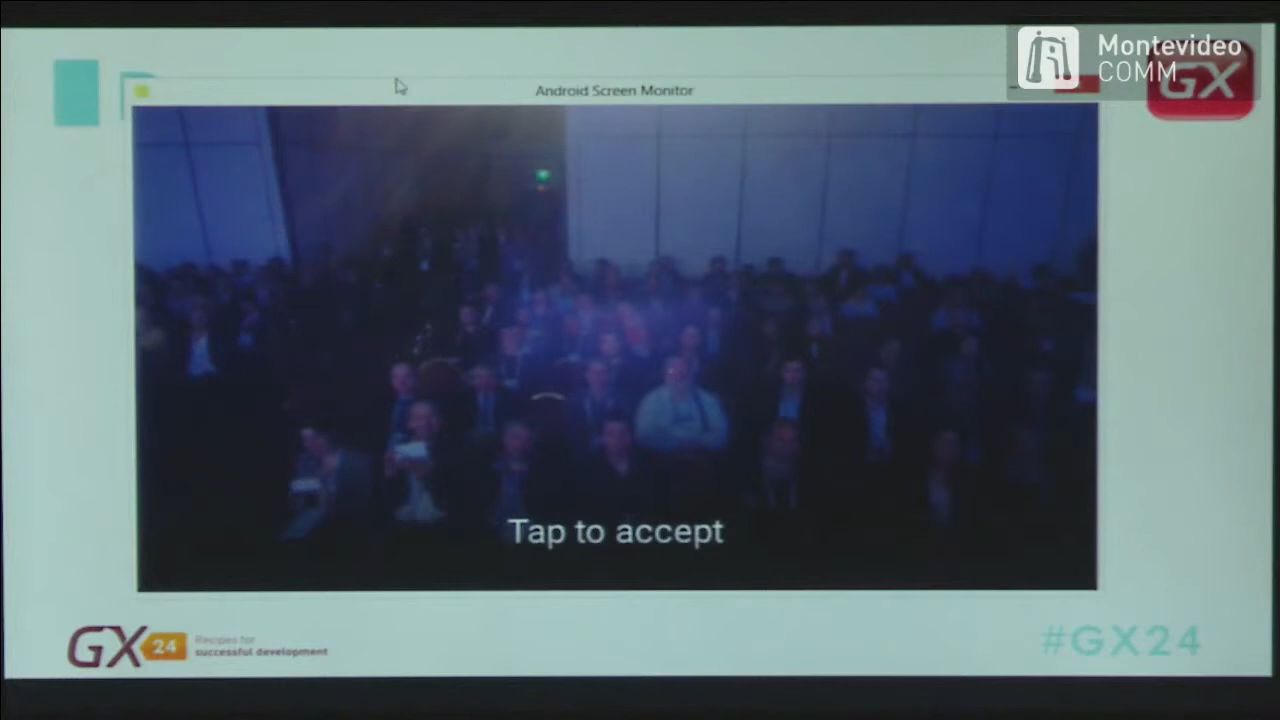 Montevideo
COMM
GX
Android Screen Monitor
Tap to accept
GX 24
Recipes for
successful development
#GX24